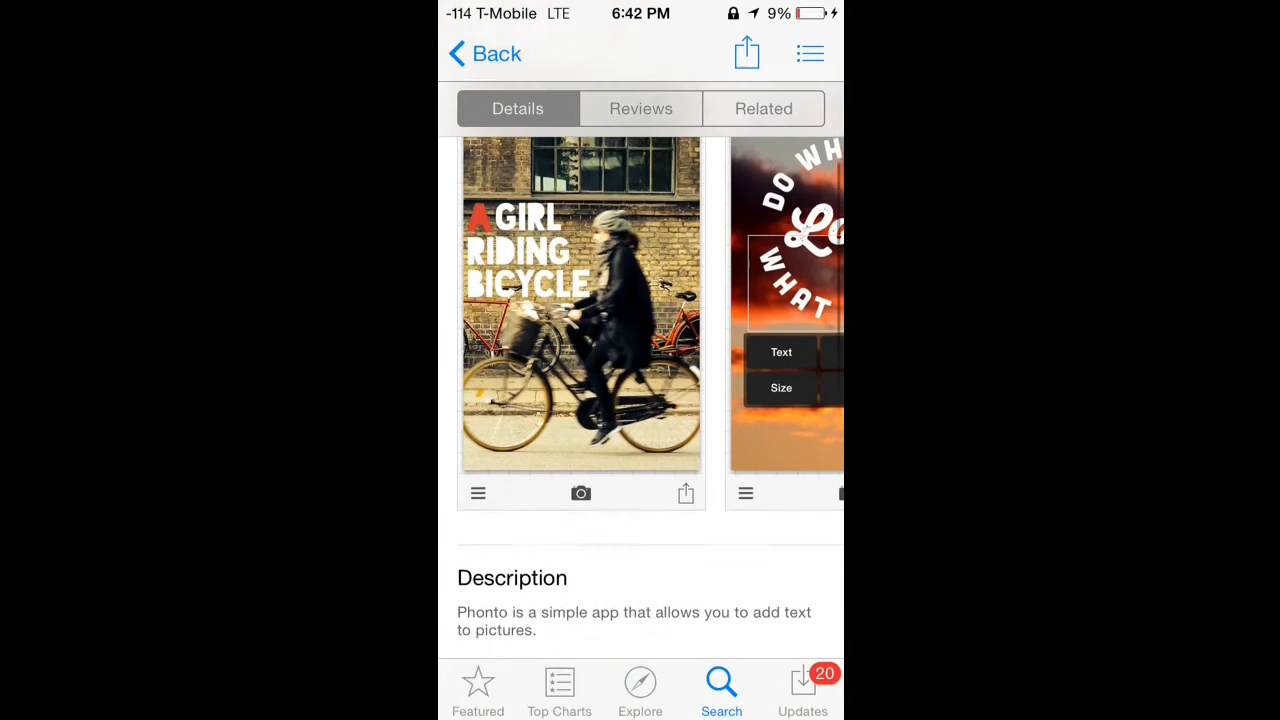 -114 T-Mobile LTE 6:42 PM 9%
Back
Details Reviews Related
A GIRL
RIDING
BICYCLE
DO WH
Lo
WHAT
Text
Size
Description
Phonto is a simple app that allows you to add text
to pictures.
20
Featured Top Charts Explore Search Updates